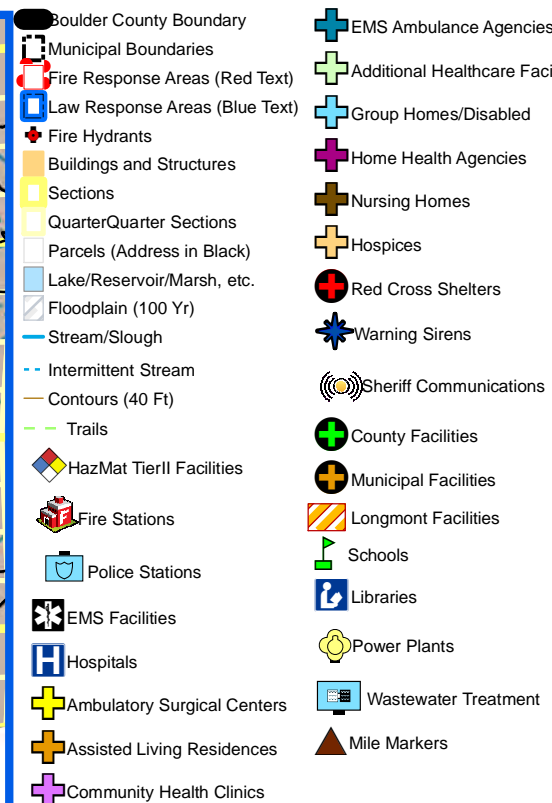 Boulder County Boundary
Municipal Boundaries
Fire Response Areas (Red Text)
Law Response Areas (Blue Text)
Fire Hydrants
Buildings and Structures
Sections
QuarterQuarter Sections
Parcels (Address in Black)
Lake/Reservoir/Marsh, etc.
Floodplain (100 Yr)
Stream/Slough
Intermittent Stream
Contours (40 Ft)
Trails
HazMat TierII Facilities
F
Fire Stations
Police Stations
EMS Facilities
H
Hospitals
Ambulatory Surgical Centers
Assisted Living Residences
Community Health Clinics
EMS Ambulance Agencies
Additional Healthcare Faci
Group Homes/Disabled
Home Health Agencies
Nursing Homes
Hospices
Red Cross Shelters
Warning Sirens
Sheriff Communications
County Facilities
Municipal Facilities
Longmont Facilities
Schools
Libraries
Power Plants
Wastewater Treatment
Mile Markers